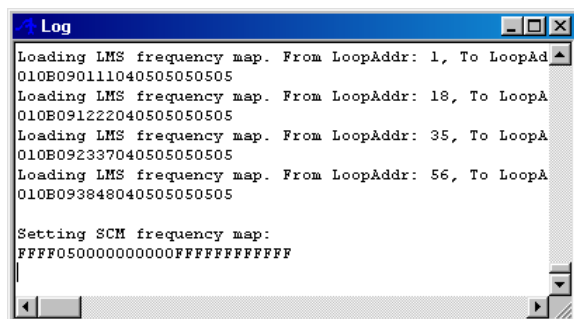 Log
Loading LMS frequency map. From LoopAddr: 1, To LoopAd
010B0901110405050505050​5
Loading LMS frequency map. From LoopAddr: 18, To LoopA
010B09122204050505050505
Loading LMS frequency map. From LoopAddr: 35, To LoopA
010B09233704050505050505
Loading LMS frequency map. From LoopAddr: 56, To LoopA
010B09384804050505050505
Setting SCM frequency map:
FFFF050000000000FFFFFFFFFFFF